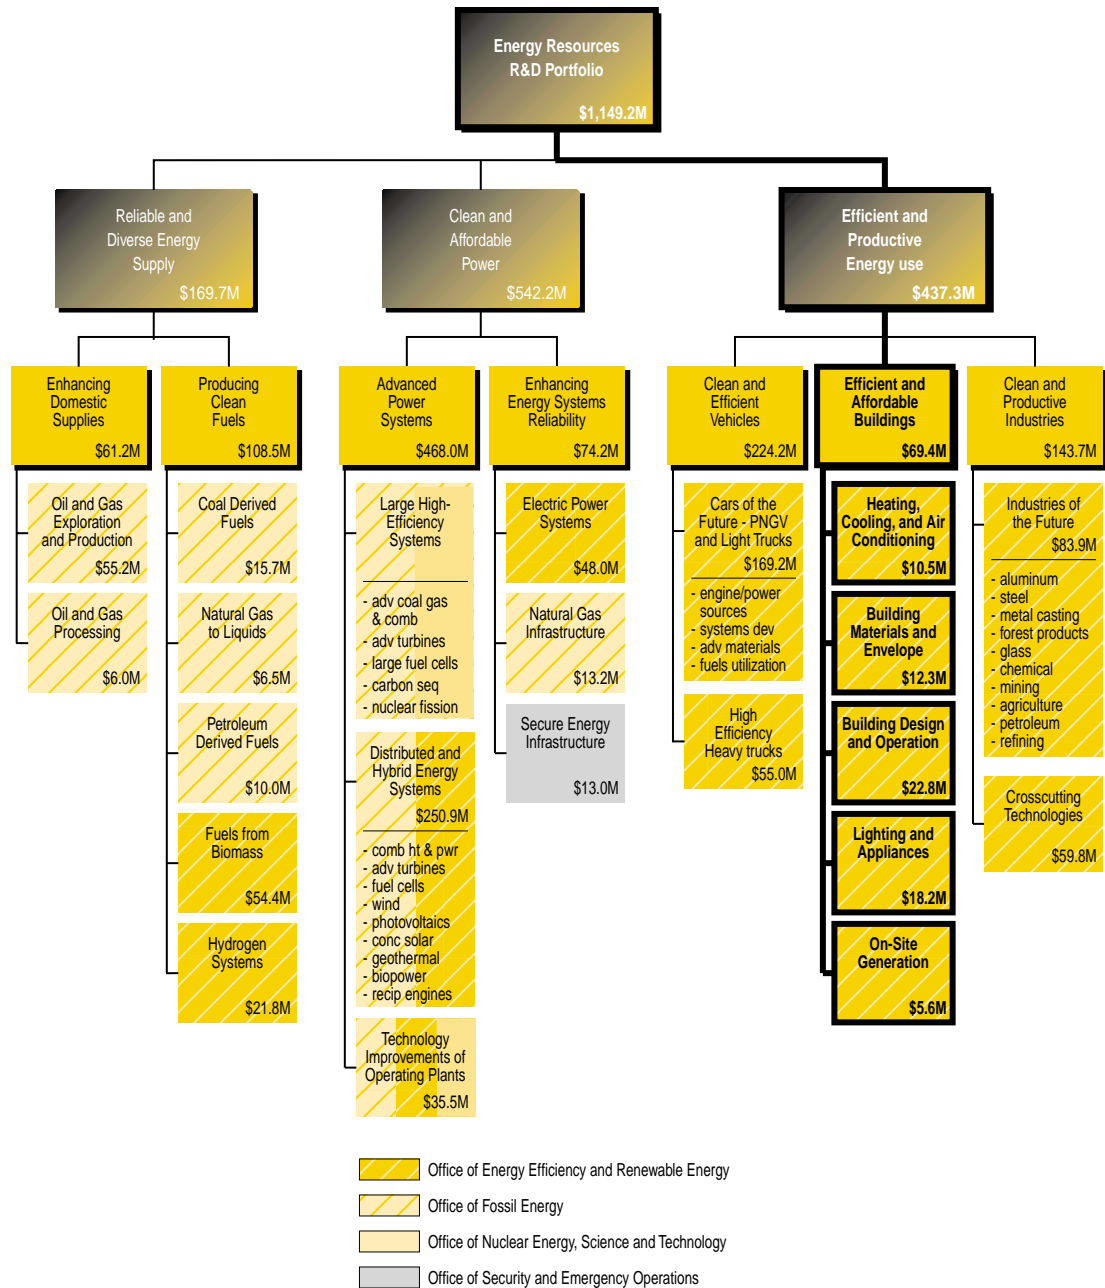 Energy Resources
R&D Portfolio
$1,149.2M
Reliable and
Diverse Energy
Supply
$169.7M
Clean and
Affordable
Power
$542.2M
Efficient and
Productive
Energy use
$437.3M
Enhancing
Domestic
Supplies
$61.2M
Producing
Clean
Fuels
$108.5M
Advanced
Power
Systems
$468.0M
Enhancing
Energy Systems
Reliability
$74.2M
Clean and
Efficient
Vehicles
$224.2M
Efficient and
Affordable
Buildings
$69.4M
Clean and
Productive
Industries
$143.7M
Oil and Gas
Exploration
and Production
$55.2M
Oil and Gas
Processing
$6.0M
Coal Derived
Fuels
$15.7M
Natural Gas
to Liquids
$6.5M
Petroleum
Derived Fuels
$10.0M
Fuels from
Biomass
$54.4M
Hydrogen
Systems
$21.8M
Large High-
Efficiency
Systems
- adv coal gas
& comb
- adv turbines
- large fuel cells
- carbon seq
- nuclear fission
Distributed and
Hybrid Energy
Systems
$250.9M
- comb ht & pwr
- adv turbines
- fuel cells
- wind
- photovoltaics
- conc solar
- geothermal
- biopower
- recip engines
Technology
Improvements of
Operating Plants
$35.5M
Electric Power
Systems
$48.0M
Natural Gas
Infrastructure
$13.2M
Secure Energy
Infrastructure
$13.0M
Cars of the
Future - PNGV
and Light Trucks
$169.2M
- engine/power
sources
- systems dev
- adv materials
- fuels utilization
High
Efficiency
Heavy trucks
$55.0M
Heating,
Cooling, and Air
Conditioning
$10.5M
Building
Materials and
Envelope
$12.3M
Building Design
and Operation
$22.8M
Lighting and
Appliances
$18.2M
On-Site
Generation
$5.6M
Industries of
the Future
$83.9M
- aluminum
- steel
- metal casting
- forest products
- glass
- chemical
- mining
- agriculture
- petroleum
- refining
Crosscutting
Technologies
$59.8M
Office of Energy Efficiency and Renewable Energy
Office of Fossil Energy
Office of Nuclear Energy, Science and Technology
Office of Security and Emergency Operations